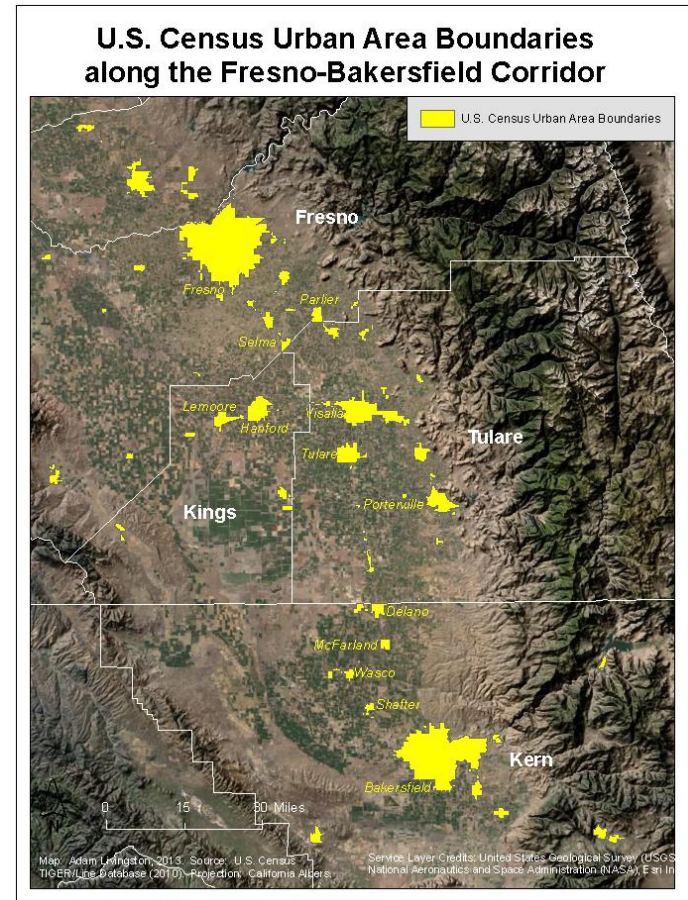 U.S. Census Urban Area Boundaries
along the Fresno-Bakersfield Corridor
U.S. Census Urban Area Boundaries
Fresno
Fresno
Parlier
Selma
Lemoore
Hanford
Visalia
Tulare
Tulare
Kings
Porterville
Delano
McFarland
Wasco
Shafter
Kern
Bakersfield
0 15 30 Miles
Map: Adam Livingston, 2013. Source: U.S. Census
TIGER/Line Database (2010). Projection: California Albers.
Service Layer Credits: United States Geological Survey (USGS
National Aeronautics and Space Administration (NASA), Esri In